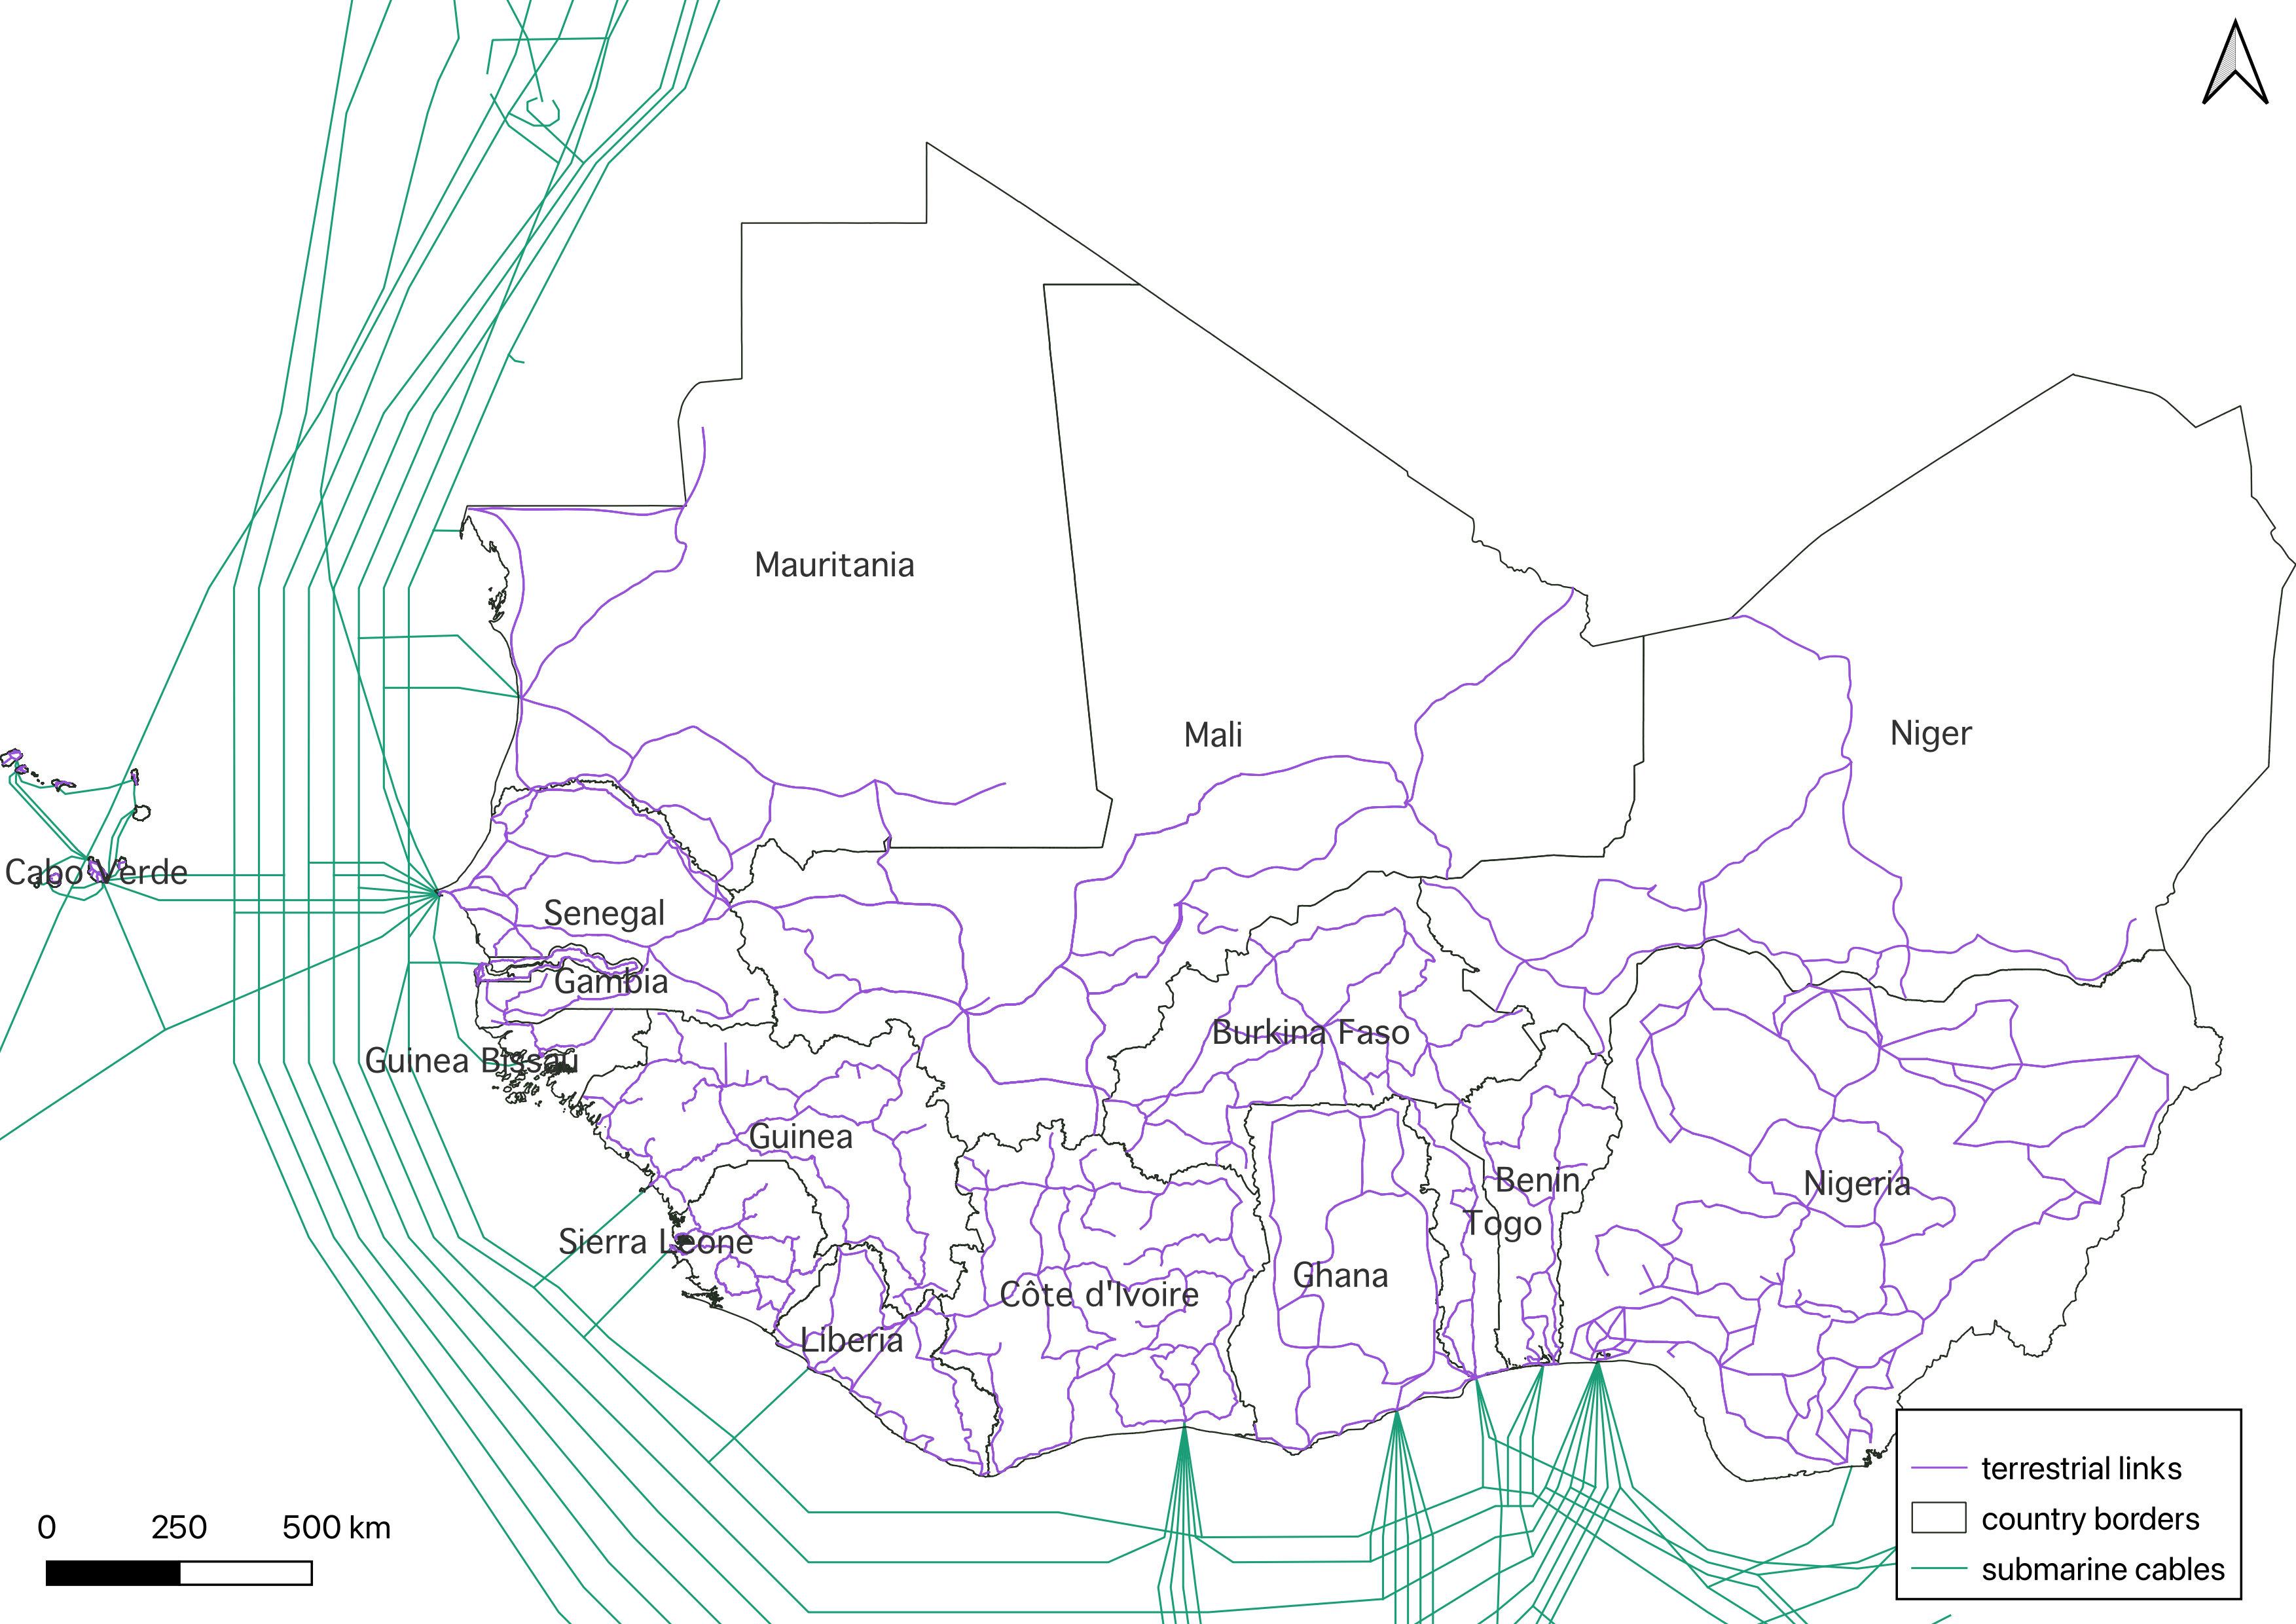 Mauritania
Mali
Niger
Cabo Verde
Senegal
Gambia
Burkina Faso
Guinea Bissau
Guinea
Benin
Nigeria
Togo
Sierra Leone
Ghana
Côte d'Ivoire
Liberia
0 250 500 km
terrestrial links
country borders
submarine cables